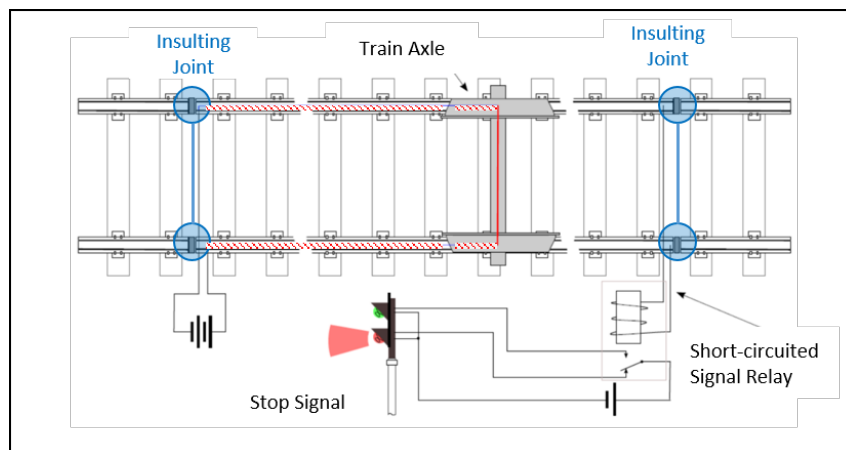 Insulting
Joint
Train Axle
Insulting
Joint
Short-circuited
Signal Relay
Stop Signal